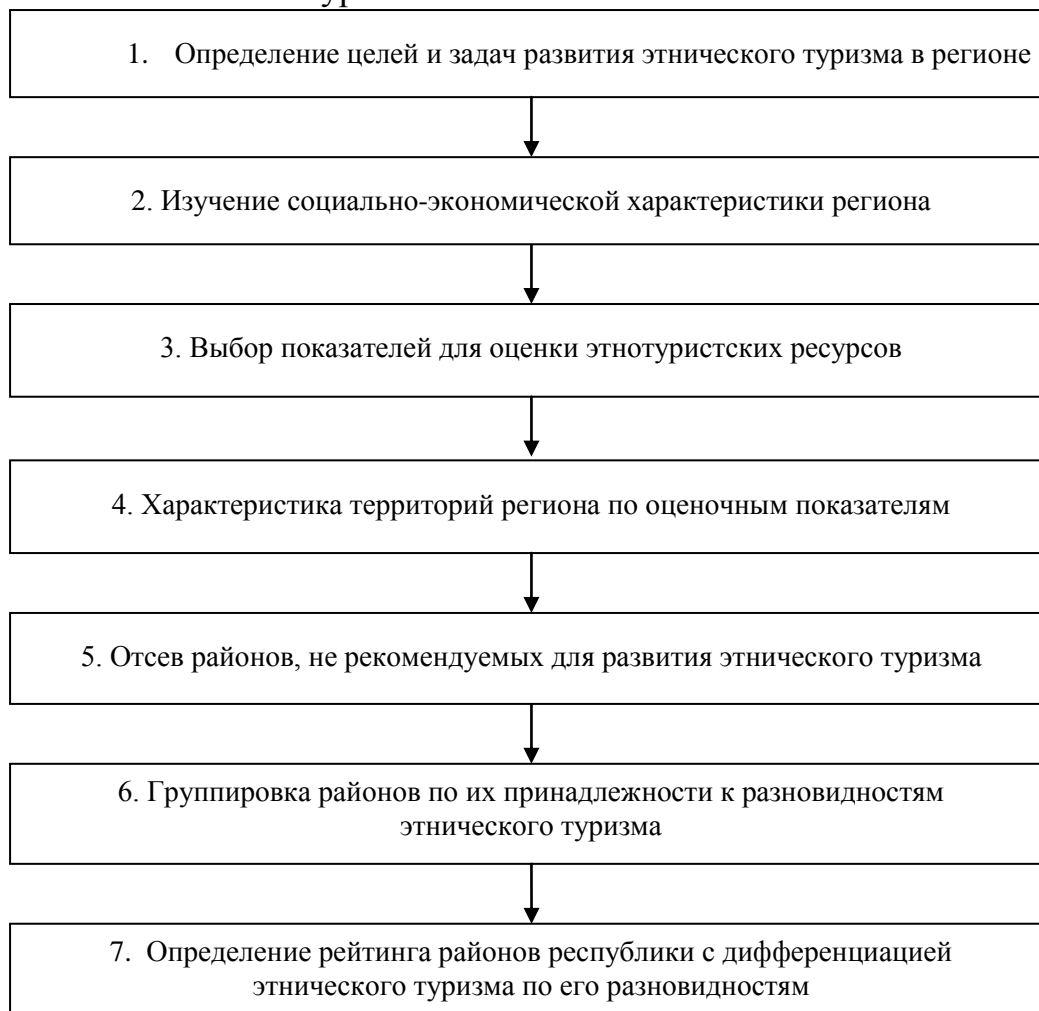 1. Определение целей и задач развития этнического туризма в регионе
2. Изучение социально-экономической характеристики региона
3. Выбор показателей для оценки этнотуристских ресурсов
4. Характеристика территорий региона по оценочным показателям
5. Отсев районов, не рекомендуемых для развития этнического туризма
6. Группировка районов по их принадлежности к разновидностям
этнического туризма
7. Определение рейтинга районов республики с дифференциацией
этнического туризма по его разновидностям